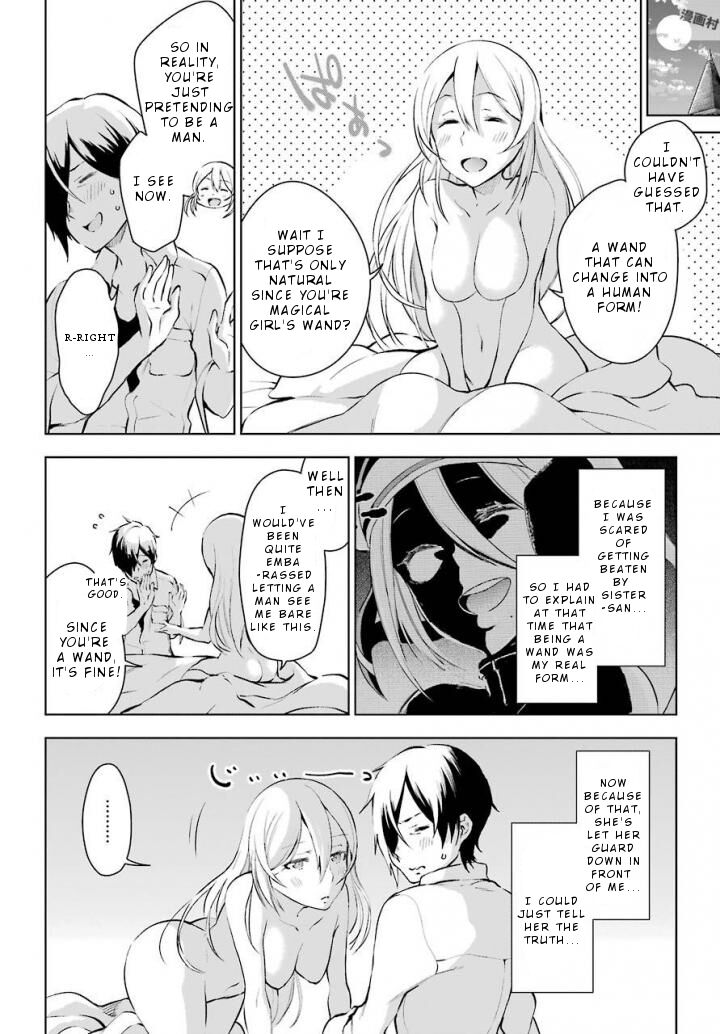 漫画村
I
COULDN'T
HAVE
GUESSED
THAT.
A WAND
THAT CAN
CHANGE INTO
A HUMAN
FORM!
WAIT I
SUPPOSE
THAT'S ONLY
NATURAL
SINCE YOU'RE
MAGICAL
GIRL'S WAND?
SO IN
REALITY,
YOU'RE
JUST
PRETENDING
TO BE
A MAN.
I SEE
NOW.
R-RIGHT
...
BECAUSE
I WAS
SCARED
OF
GETTING
BEATEN
BY
SISTER
-SAN...
SO I HAD
TO EXPLAIN
AT THAT
TIME THAT
BEING A
WAND WAS
MY REAL
FORM...
WELL
THEN
...
I
WOULD'VE
BEEN
QUITE
EMBA
-RASSED
LETTING A
MAN SEE
ME BARE
LIKE THIS.
THAT'S
GOOD.
SINCE
YOU'RE
A WAND,
IT'S FINE!
NOW
BECAUSE
OF THAT,
SHE'S
LET HER
GUARD
DOWN IN
FRONT
OF ME...
I COULD
JUST TELL
HER THE
TRUTH...
じぃーーっ
........